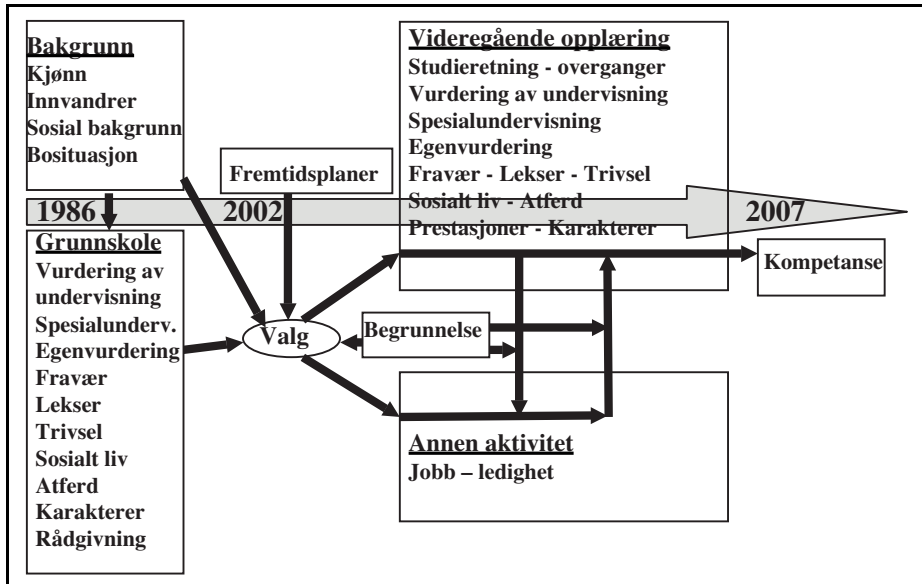 Bakgrunn
Kjønn
Innvandrer
Sosial bakgrunn
Bosituasjon
Fremtidsplaner
Videregående opplæring
Studieretning - overganger
Vurdering av undervisning
Spesialundervisning
Egenvurdering
Fravær - Lekser - Trivsel
Sosialt liv - Atferd
Prestasjoner - Karakterer
1986
2002
2007
Grunnskole
Vurdering av
undervisning
Spesialunderv.
Egenvurdering
Fravær
Lekser
Trivsel
Sosialt liv
Atferd
Karakterer
Rådgivning
Valg
Begrunnelse
Kompetanse
Annen aktivitet
Jobb – ledighet